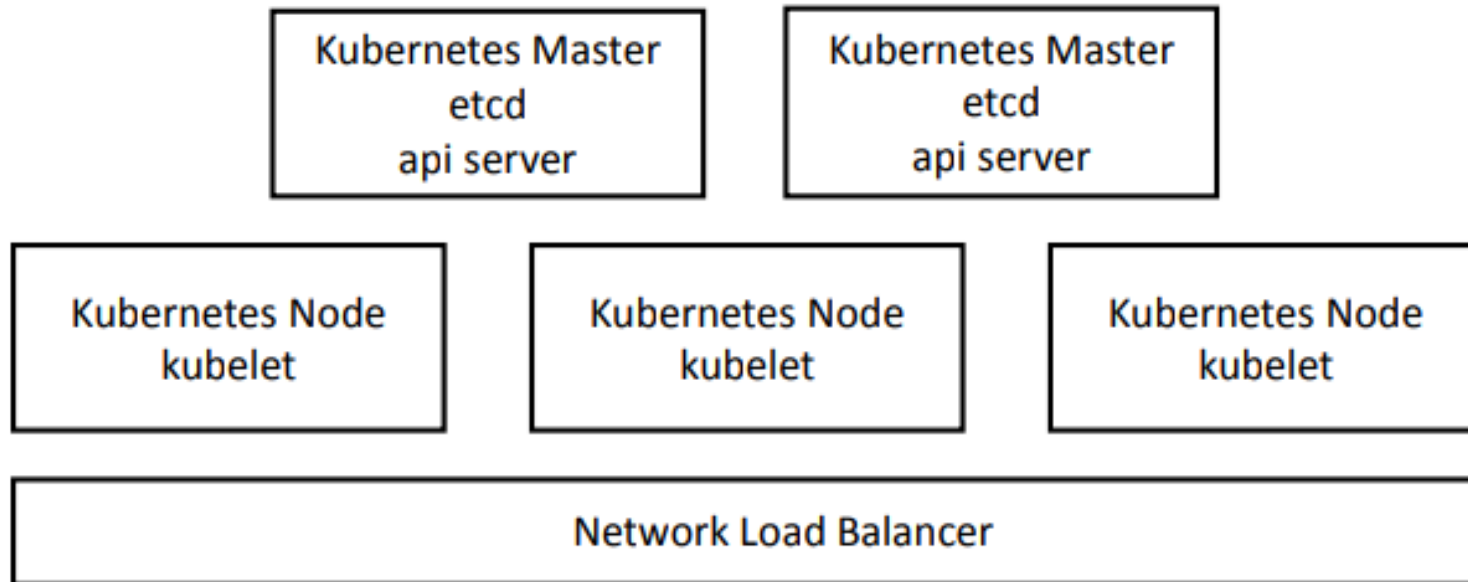 Kubernetes Master
etcd
api server
Kubernetes Master
etcd
api server
Kubernetes Node
kubelet
Kubernetes Node
kubelet
Kubernetes Node
kubelet
Network Load Balancer